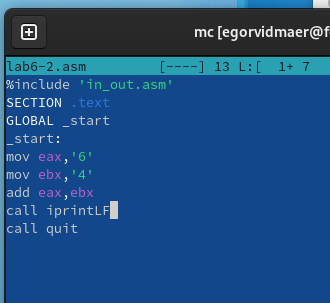 mc [egorvidmaer@f
lab6-2.asm [----] 13 L:[ 1+ 7
%include 'in_out.asm'
SECTION .text
GLOBAL _start
_start:
mov eax,'6'
mov ebx,'4'
add eax,ebx
call iprintLF
call quit